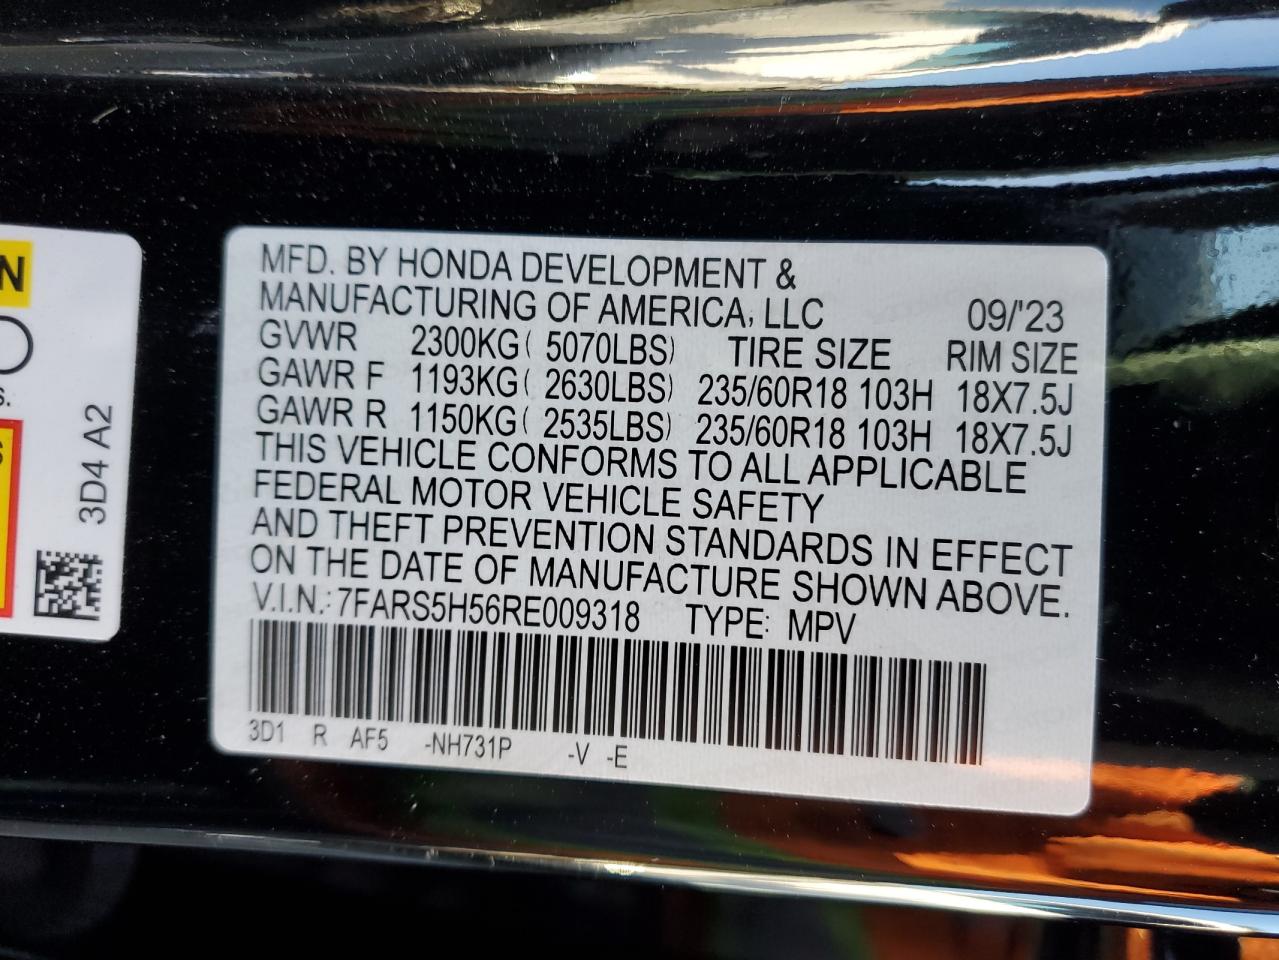 N
S.
S
3D4 A2
MFD. BY HONDA DEVELOPMENT &
MANUFACTURING OF AMERICA, LLC 09/'23
GVWR 2300KG( 5070LBS) TIRE SIZE RIM SIZE
GAWR F 1193KG( 2630LBS) 235/60R18 103H 18X7.5J
GAWR R 1150KG( 2535LBS) 235/60R18 103H 18X7.5J
THIS VEHICLE CONFORMS TO ALL APPLICABLE
FEDERAL MOTOR VEHICLE SAFETY
AND THEFT PREVENTION STANDARDS IN EFFECT
ON THE DATE OF MANUFACTURE SHOWN ABOVE.
V.I.N.: 7FARS5H56RE009318 TYPE: MPV
3D1 R AF5 -NH731P -V -E